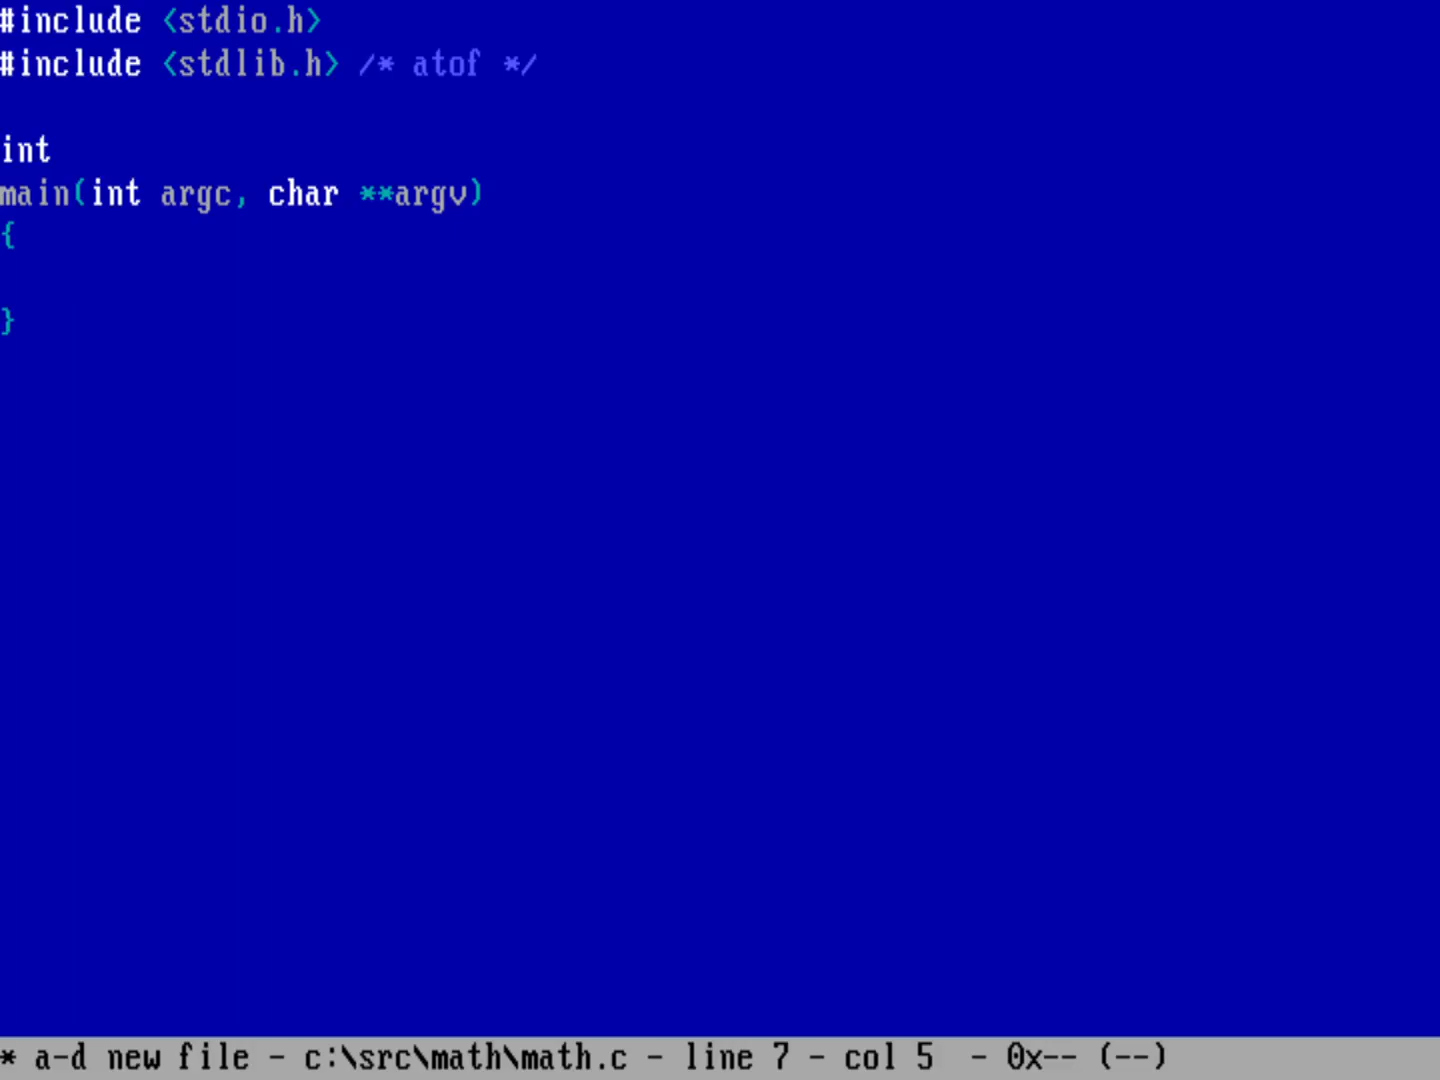 #include <stdio.h>
#include <stdlib.h> /* atof */
int
main(int argc, char **argv)
{
}
* a-d new file - c:\src\math\math.c - line 7 - col 5  - 0x-- (--)